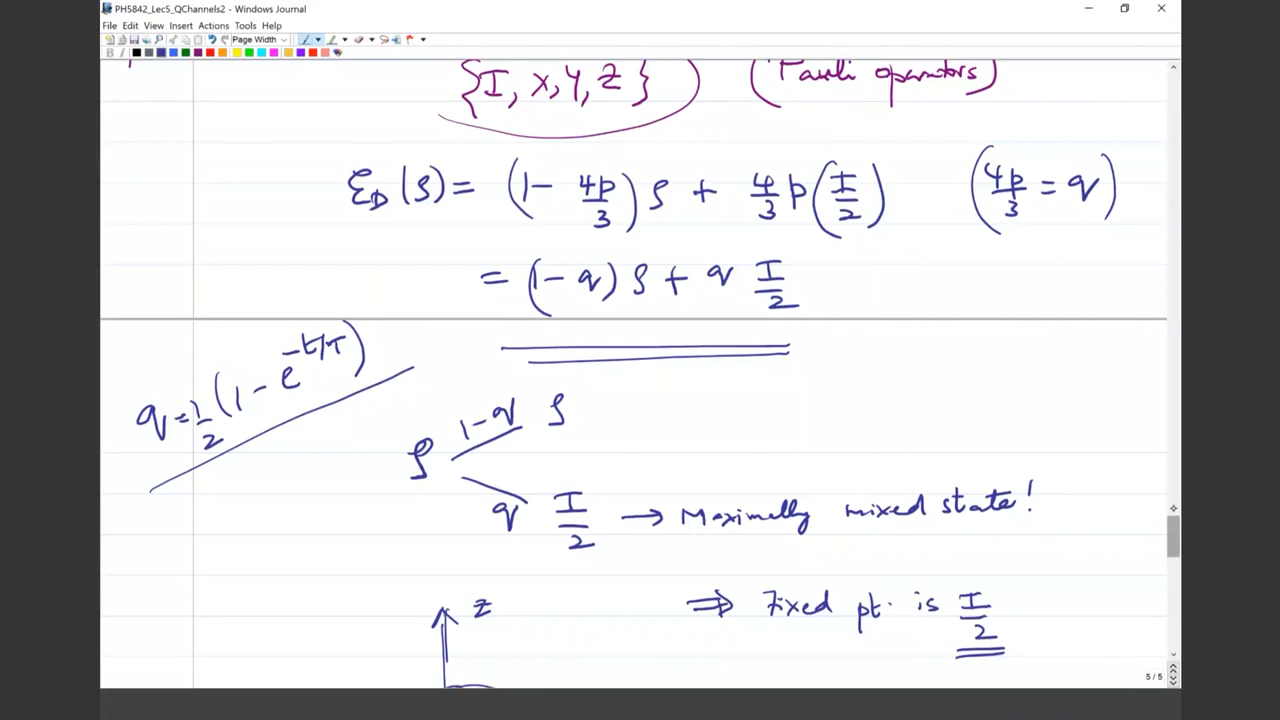 PH5842_Lec5_QChannels2 - Windows Journal
File Edit View Insert Actions Tools Help
Page Width
B I
{I, X, Y, Z} ) (Pauli operators)
ℰ_D(ρ) = (1 - 4p/3) ρ + 4/3 p (I/2) (4p/3 = q)
= (1 - q) ρ + q I/2
q = 1/2 (1 - e^{-t/τ})
1-q ρ
ρ
q I/2 → Maximally mixed state!
z ⇒ Fixed pt. is I/2
5 / 5